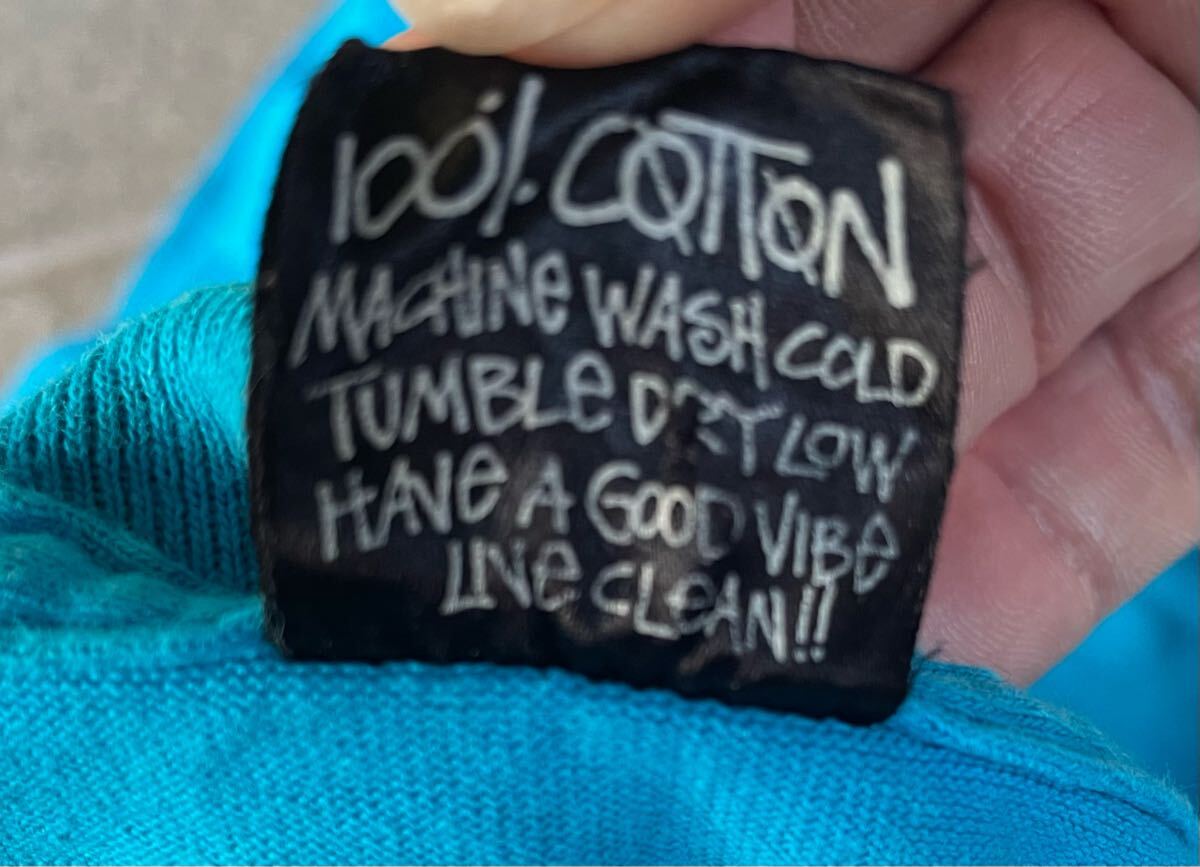 100% COTTON
MACHINE WASH COLD
TUMBLE DRY LOW
HAVE A GOOD VIBE
LIVE CLEAN!!